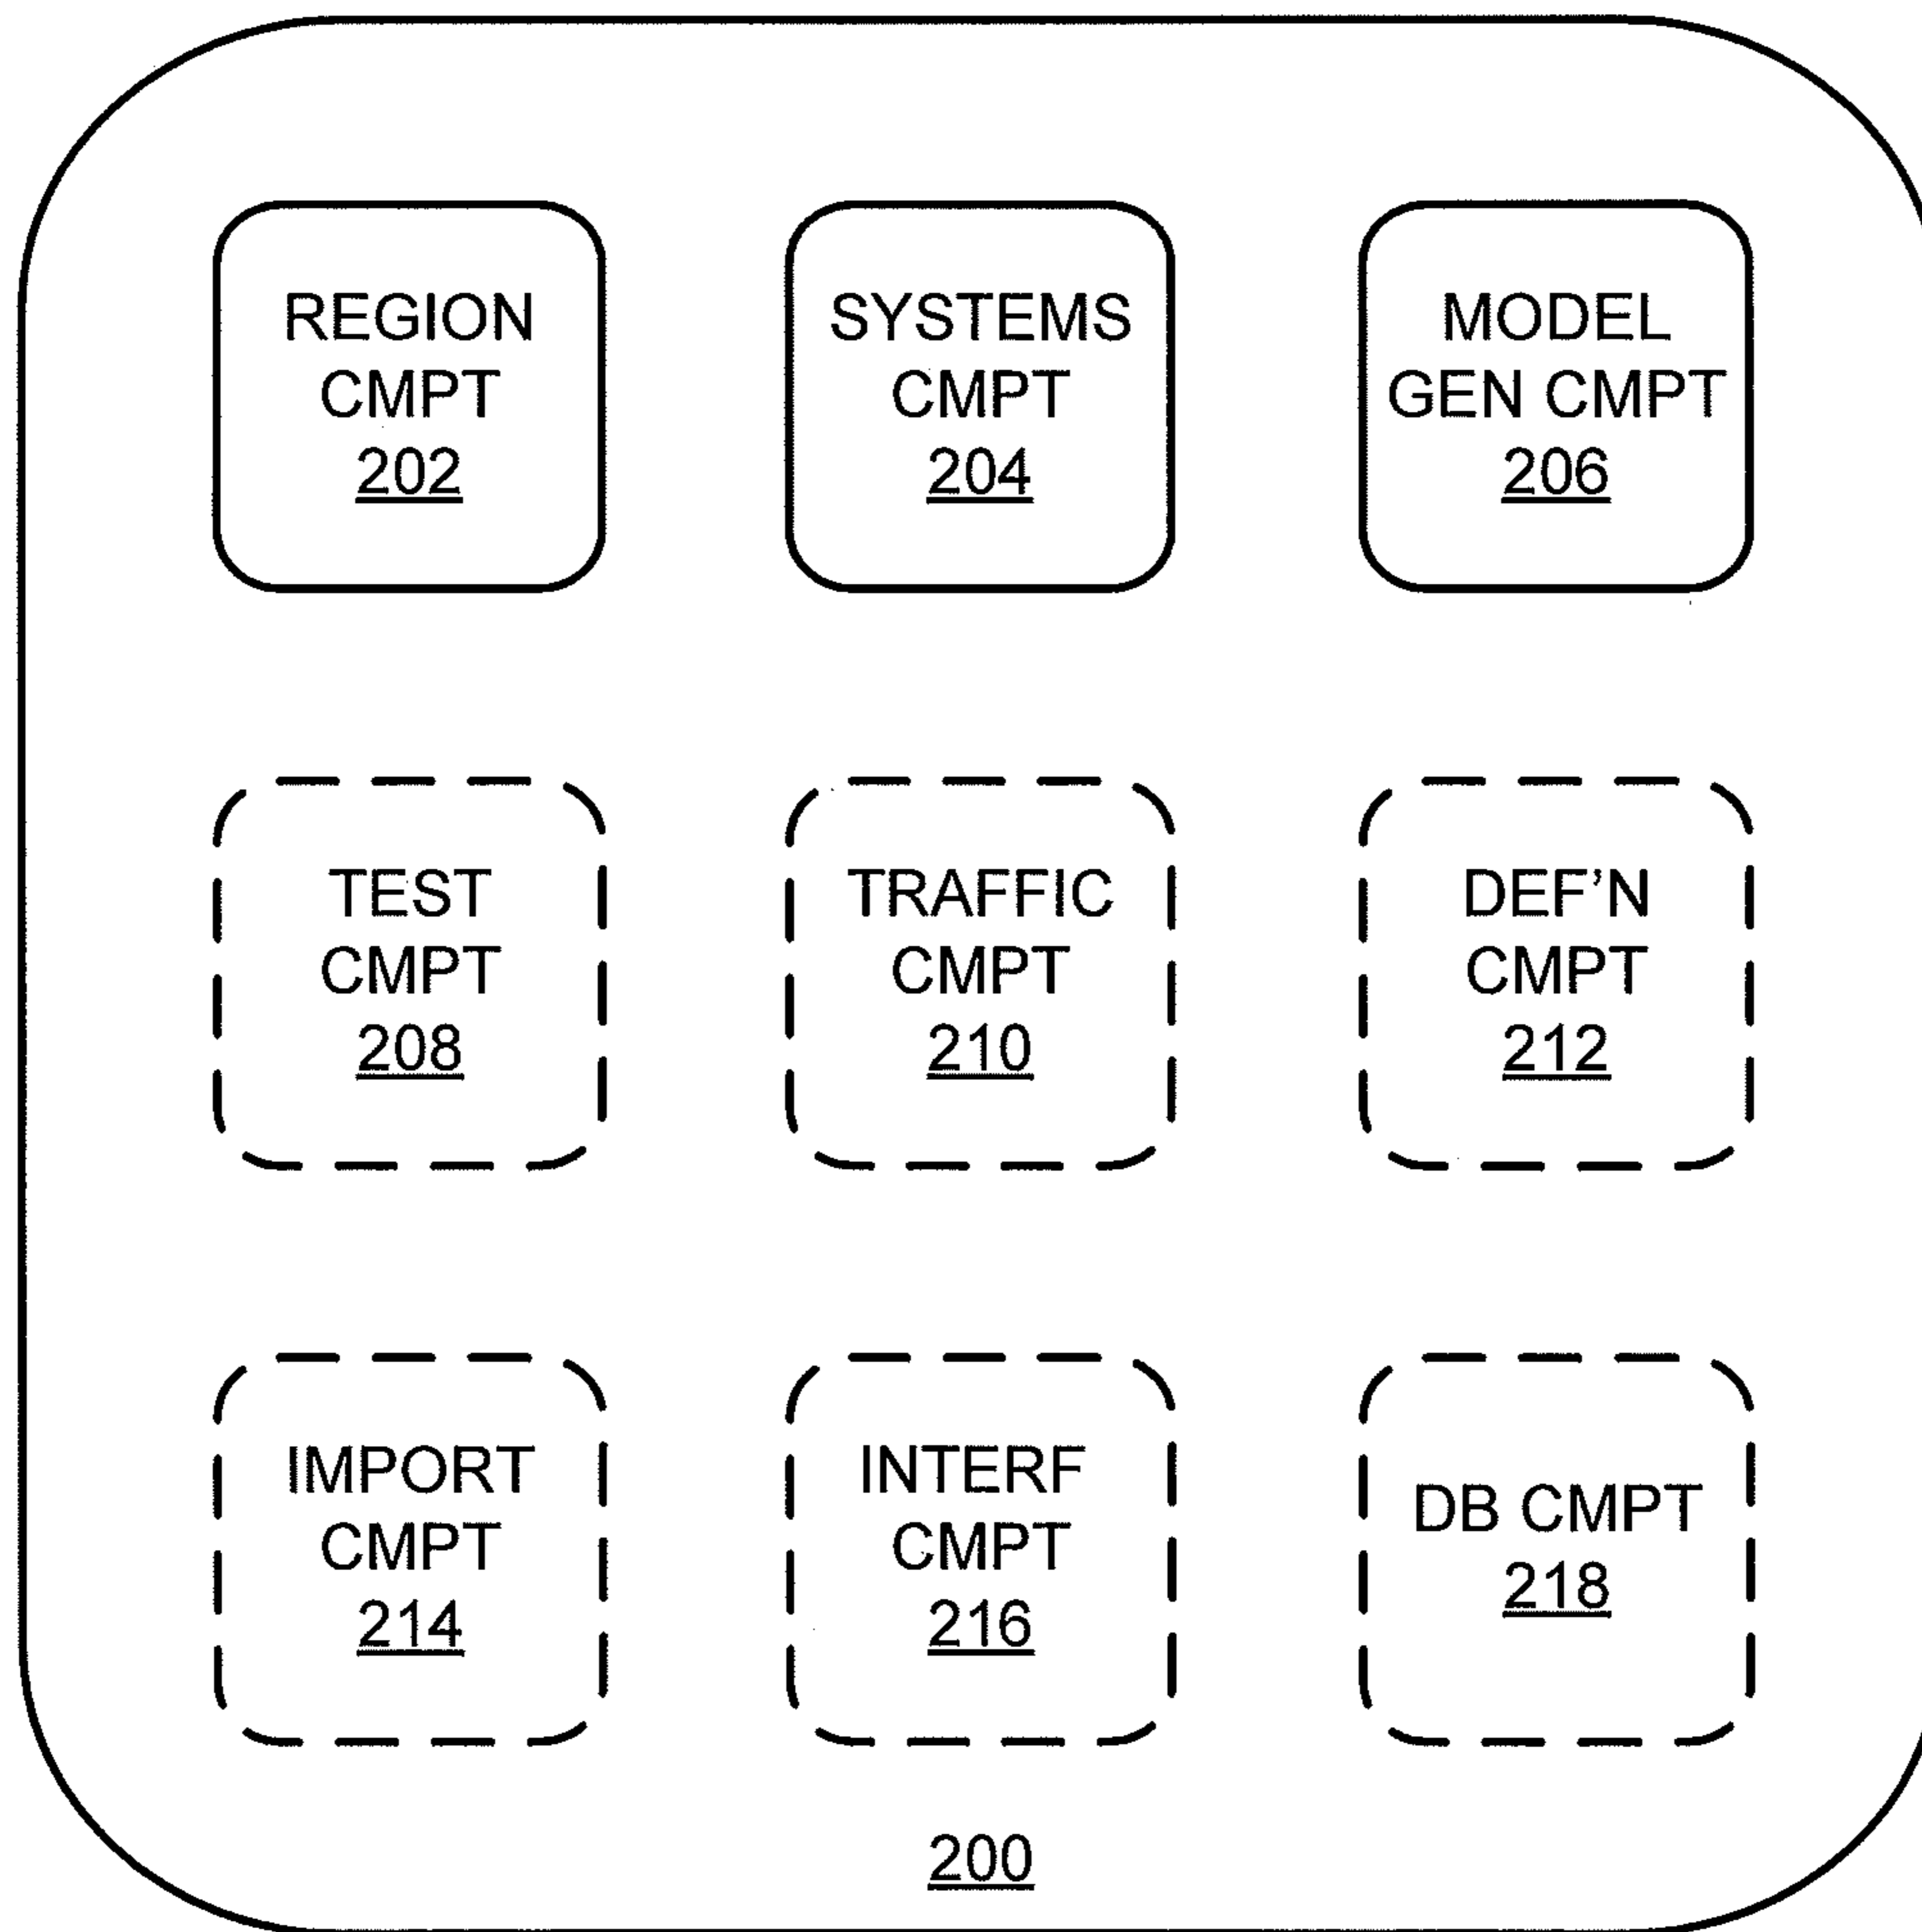 REGION
CMPT
202
SYSTEMS
CMPT
204
MODEL
GEN CMPT
206
TEST
CMPT
208
TRAFFIC
CMPT
210
DEF’N
CMPT
212
IMPORT
CMPT
214
INTERF
CMPT
216
DB CMPT
218
200